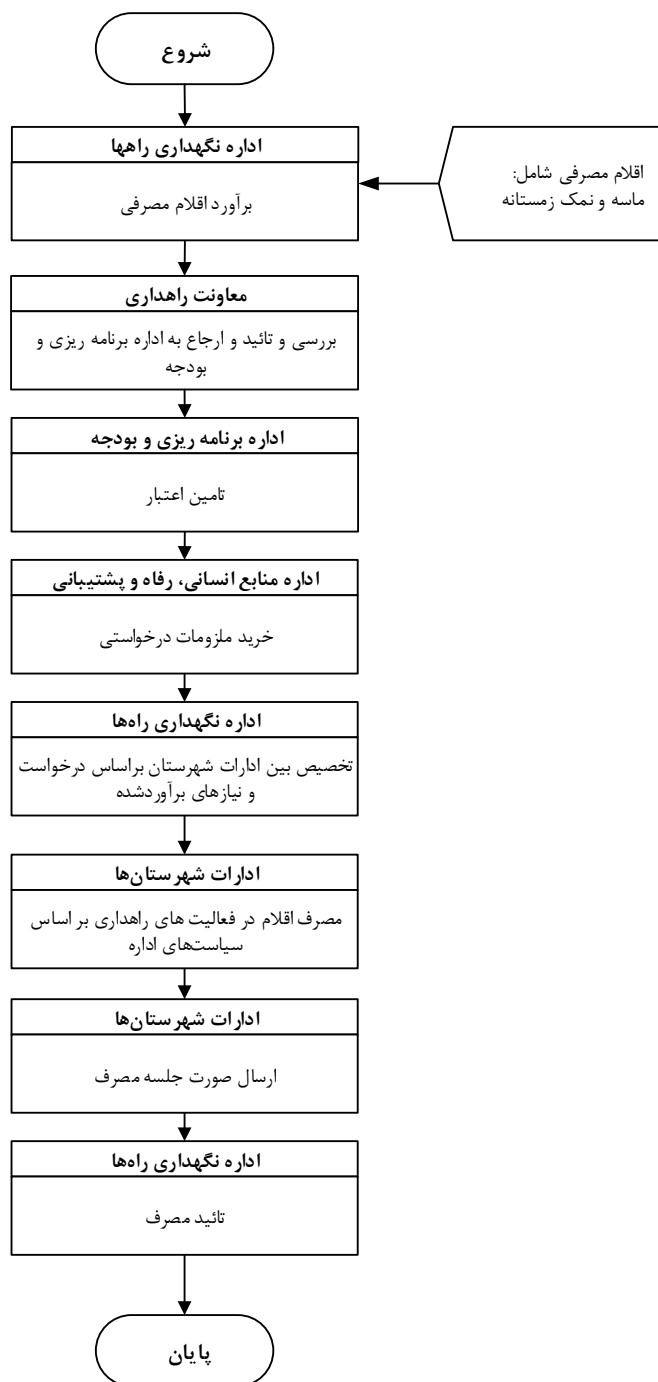 شروع
اداره نگهداری راهها
برآورد اقلام مصرفی
اقلام مصرفی شامل:
ماسه و نمک زمستانه
معاونت راهداری
بررسی و تائید و ارجاع به اداره برنامه ریزی و
بودجه
اداره برنامه ریزی و بودجه
تامین اعتبار
اداره منابع انسانی، رفاه و پشتیبانی
خرید ملزومات درخواستی
اداره نگهداری راه‌ها
تخصیص بین ادارات شهرستان براساس درخواست
و نیازهای برآوردشده
ادارات شهرستان‌ها
مصرف اقلام در فعالیت های راهداری بر اساس
سیاست‌های اداره
ادارات شهرستان‌ها
ارسال صورت جلسه مصرف
اداره نگهداری راه‌ها
تائید مصرف
پایان